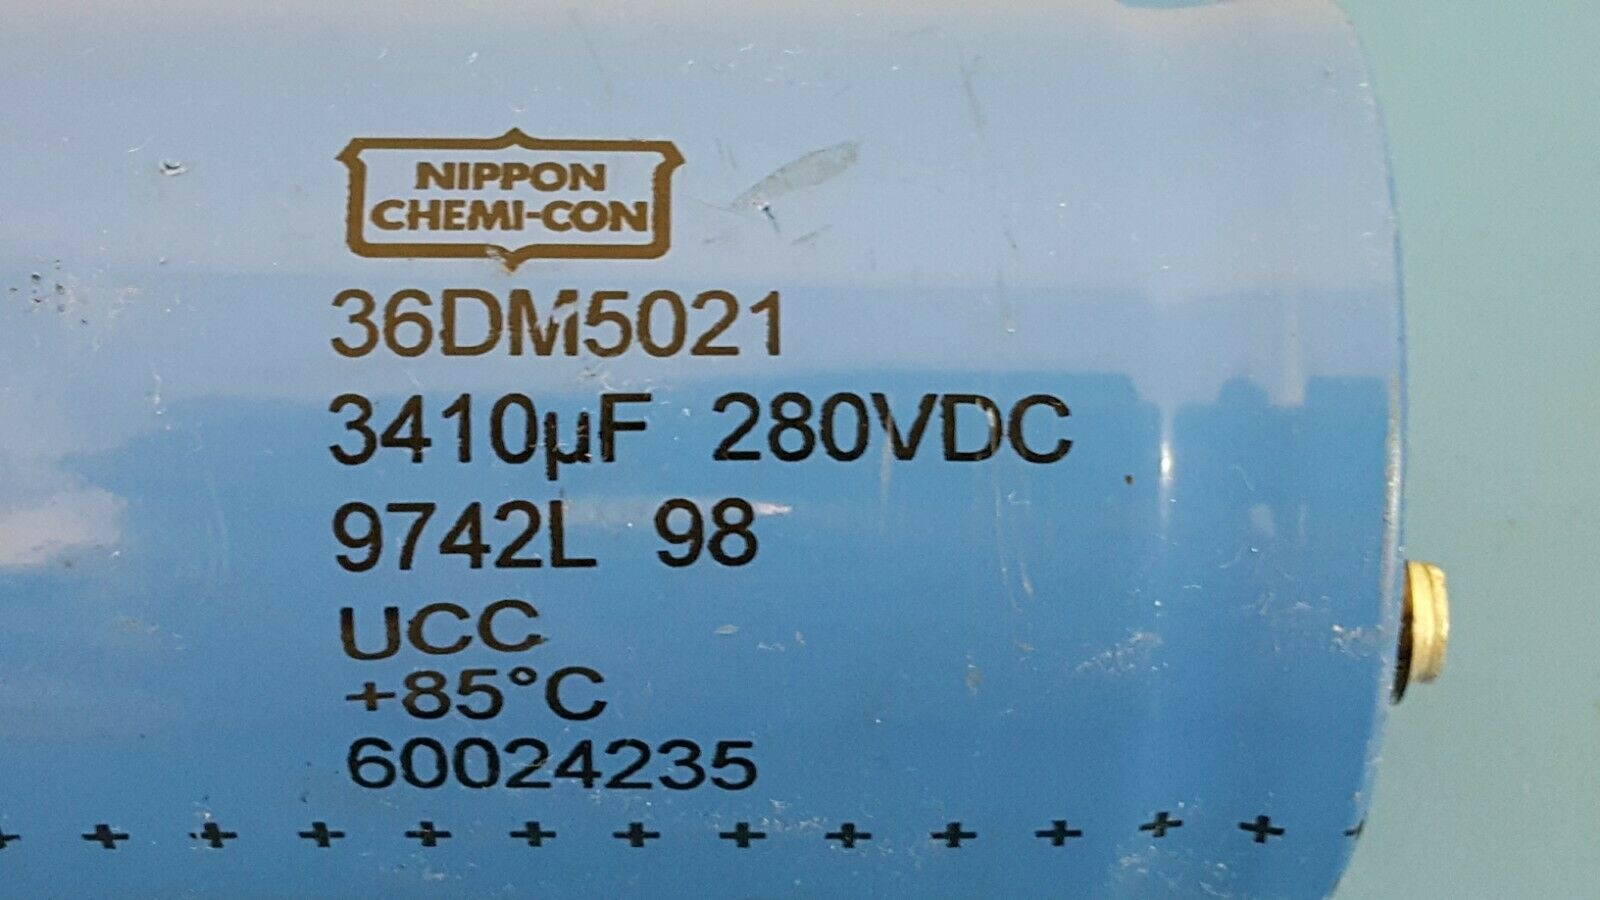 NIPPON
CHEMI-CON
36DM5021
3410µF 280VDC
9742L 98
UCC
+85°C
60024235
+ + + + + + + + + + + +